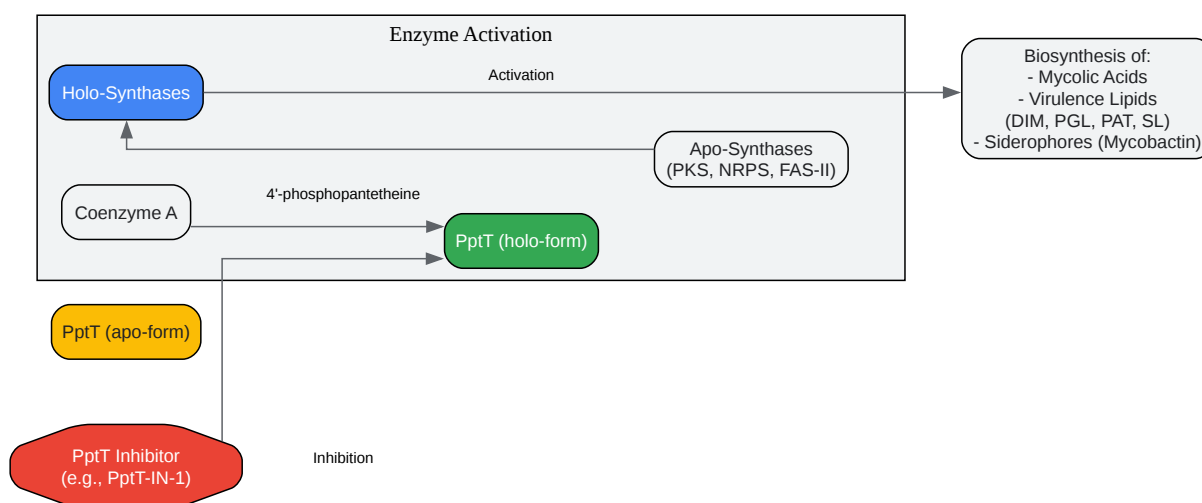 Enzyme Activation
Holo-Synthases
Activation
Biosynthesis of:
- Mycolic Acids
- Virulence Lipids
(DIM, PGL, PAT, SL)
- Siderophores (Mycobactin)
Apo-Synthases
(PKS, NRPS, FAS-II)
Coenzyme A
4'-phosphopantetheine
PptT (holo-form)
PptT (apo-form)
PptT Inhibitor
(e.g., PptT-IN-1)
Inhibition